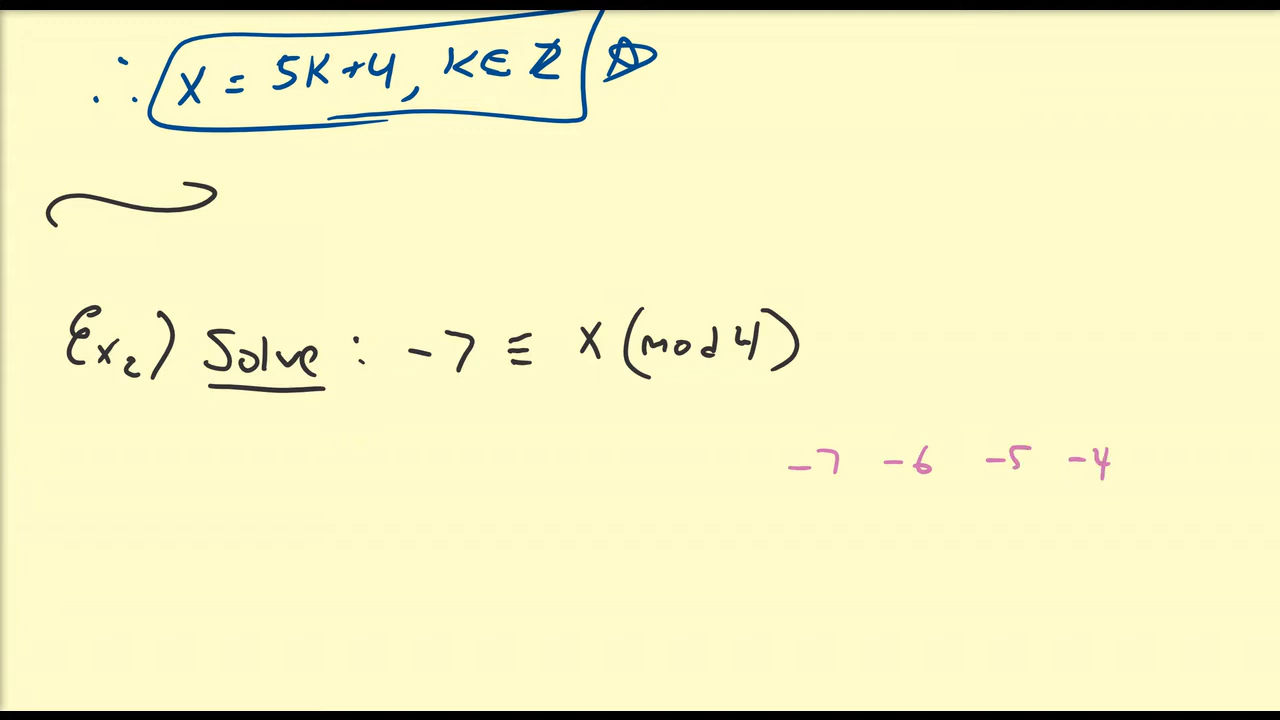 ∴ x = 5k+4, k∈ℤ
Ex2) Solve : -7 ≡ x (mod 4)
-7 -6 -5 -4